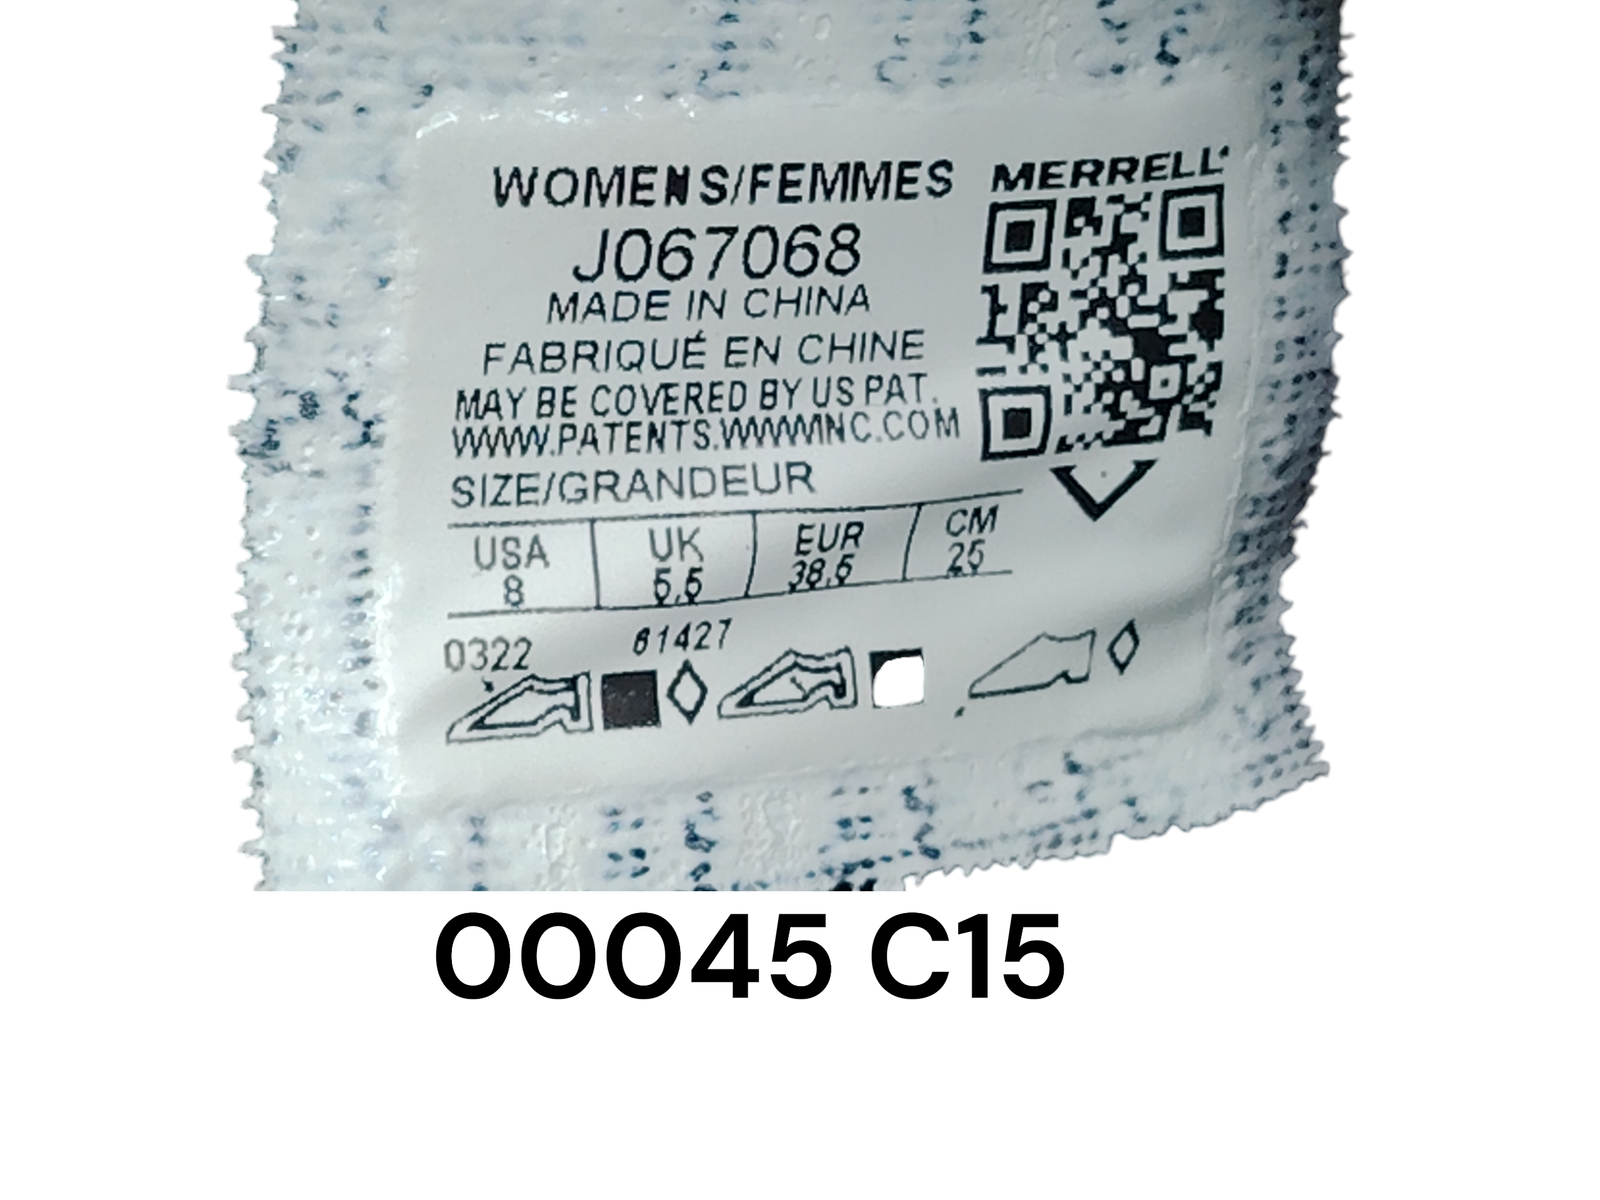 WOMENS/FEMMES
MERRELL
J067068
MADE IN CHINA
FABRIQUÉ EN CHINE
MAY BE COVERED BY US PAT.
WWW.PATENTS.WWWINC.COM
SIZE/GRANDEUR
USA UK EUR CM
8 5,5 38,5 25
0322 61427
00045 C15